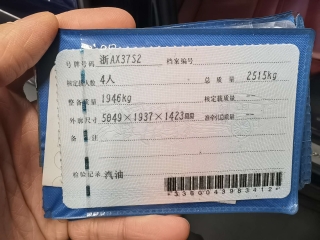 号牌号码 浙AX37S2 档案编号
核定载人数 4人 总质量 2515kg
整备质量 1946kg 核定载质量 --
外廓尺寸 5049×1937×1423mm 准牵引总质量 --
备注
检验记录 汽油
*3380043983412*